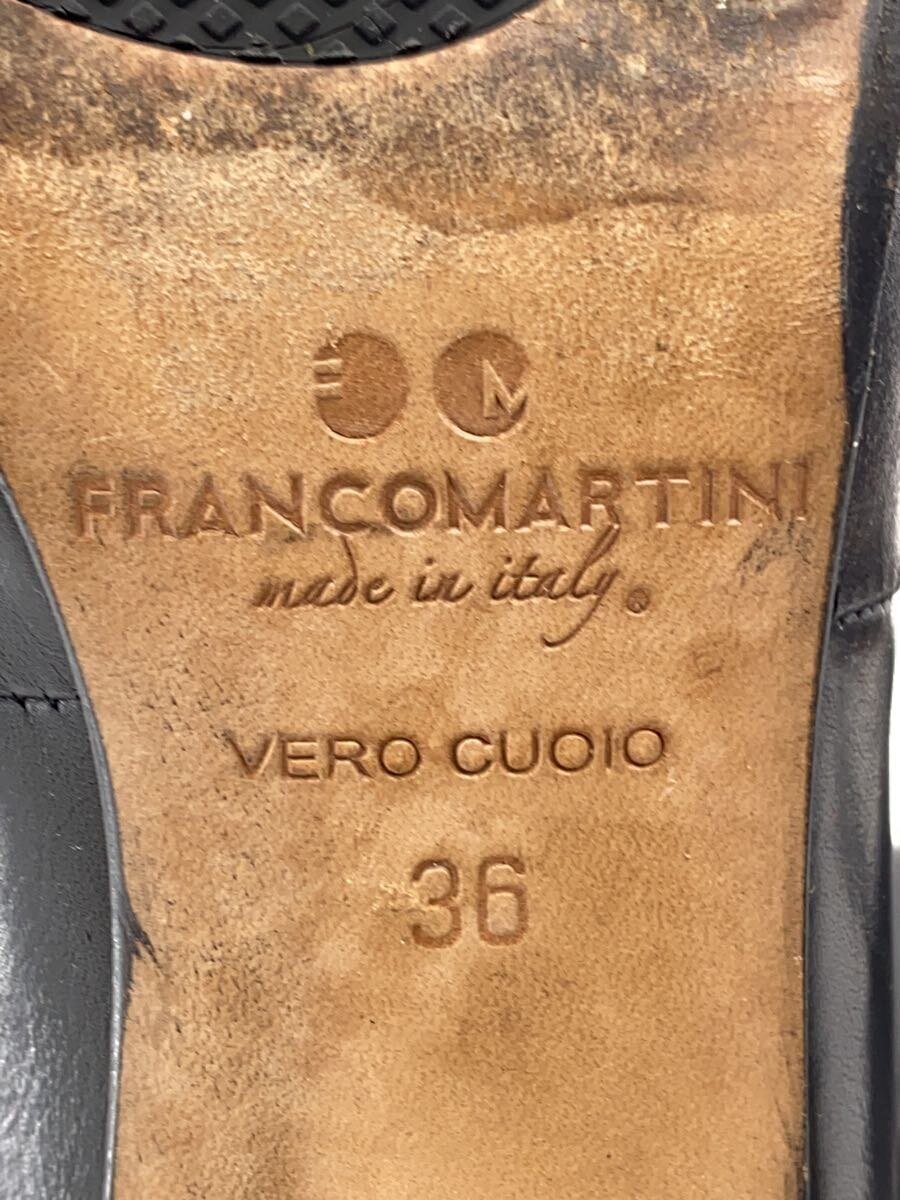 F M
FRANCOMARTINI
made in italy®
VERO CUOIO
36